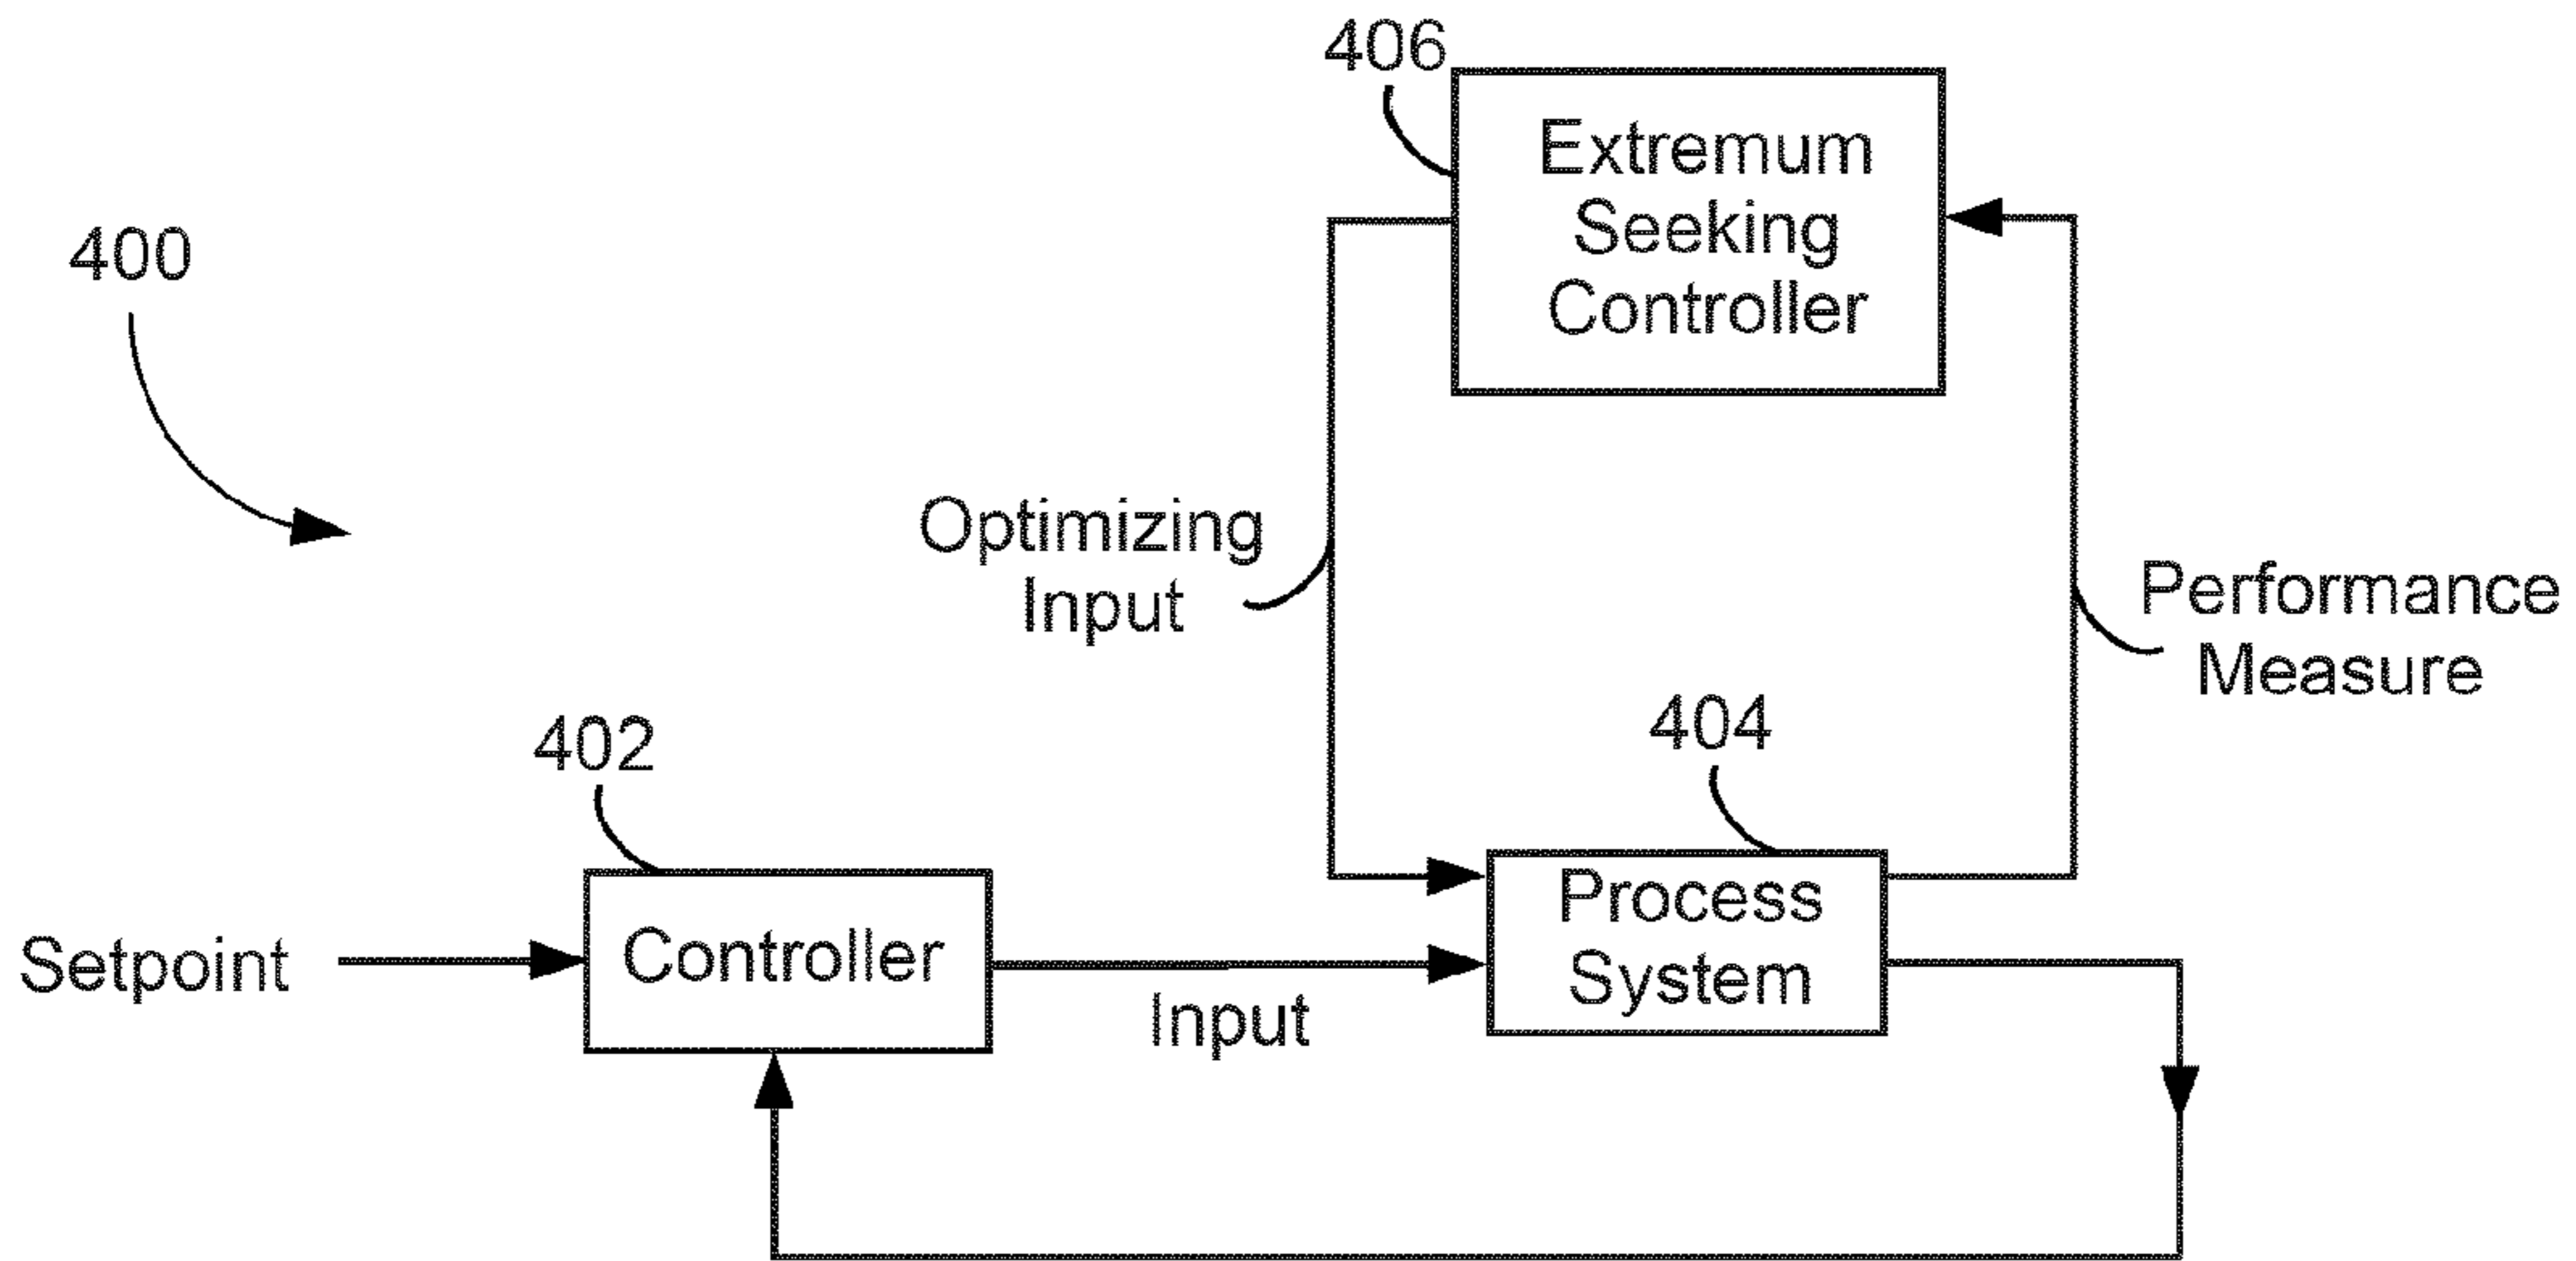 406
Extremum
Seeking
Controller
400
Optimizing
Input
Performance
Measure
402
404
Setpoint
Controller
Input
Process
System